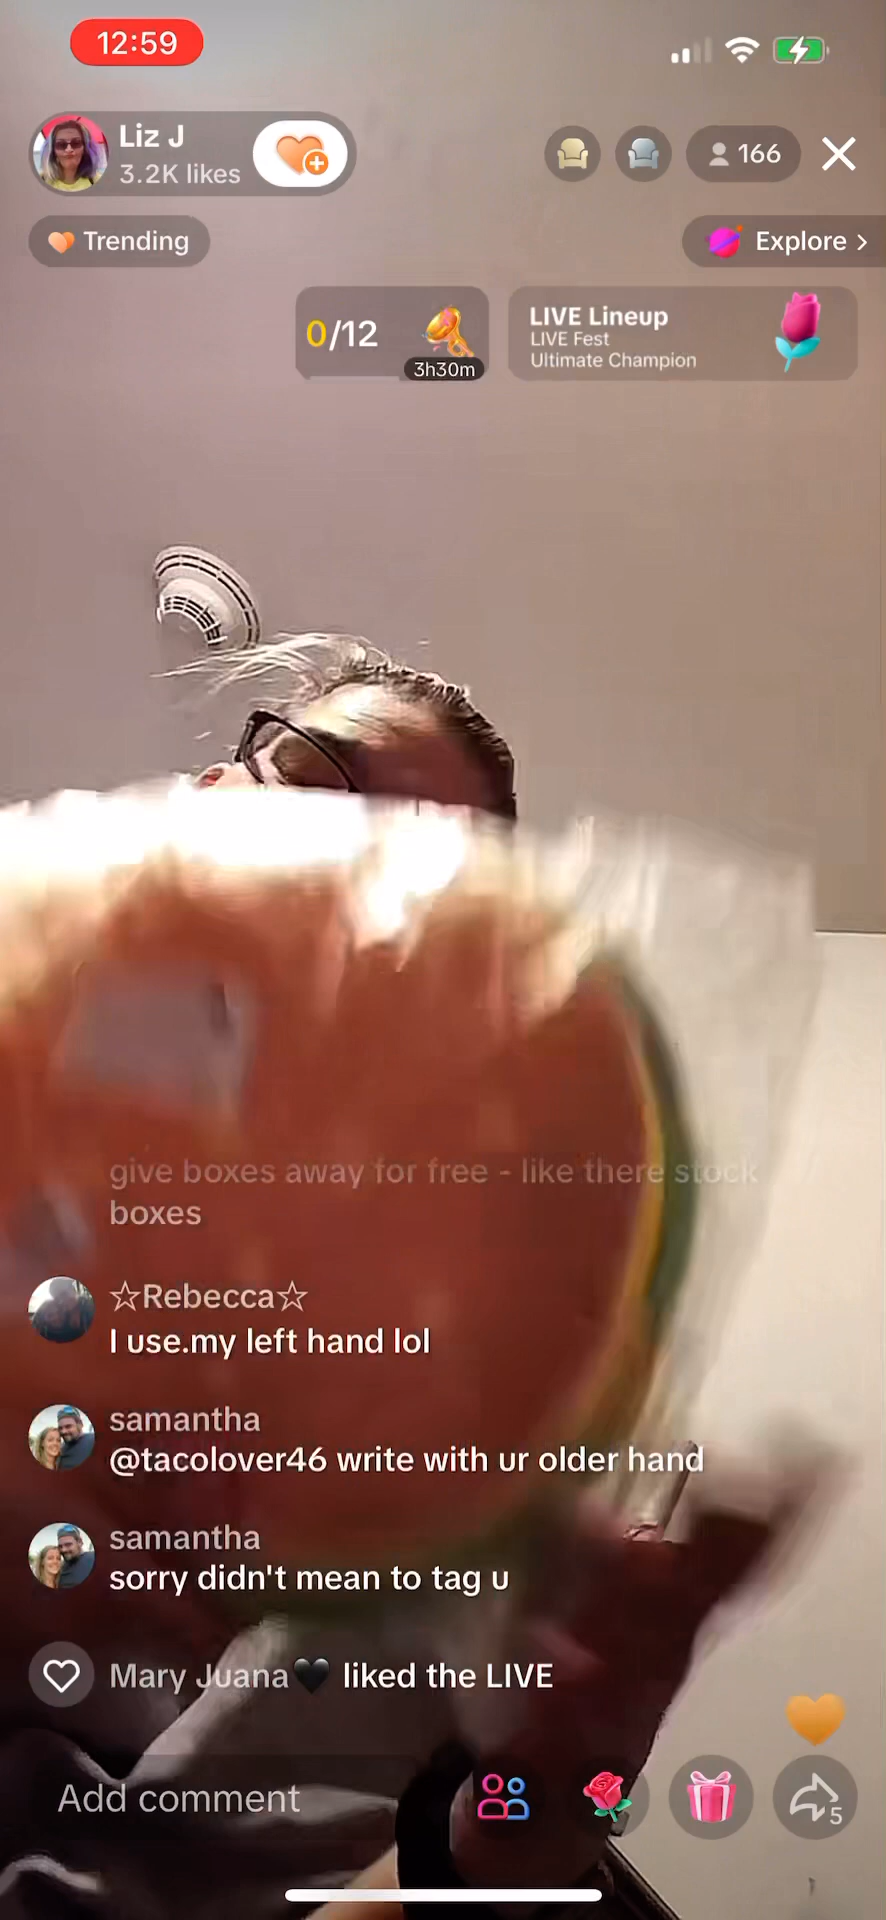 12:59
Liz J
3.2K likes
166
Trending
Explore >
0/12
3h30m
LIVE Lineup
LIVE Fest
Ultimate Champion
give boxes away for free - like there stock
boxes
☆Rebecca☆
I use.my left hand lol
samantha
@tacolover46 write with ur older hand
samantha
sorry didn't mean to tag u
Mary Juana🖤 liked the LIVE
Add comment
5